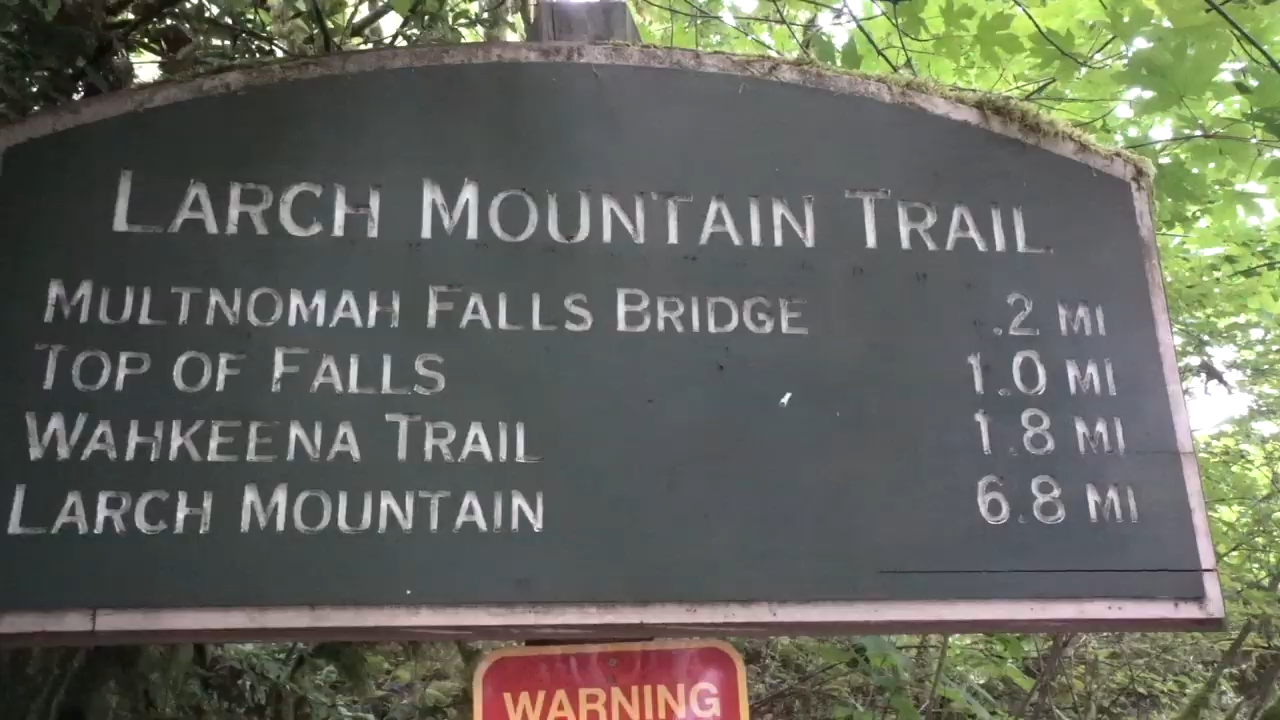 LARCH MOUNTAIN TRAIL
MULTNOMAH FALLS BRIDGE .2 MI
TOP OF FALLS 1.0 MI
WAHKEENA TRAIL 1.8 MI
LARCH MOUNTAIN 6.8 MI
WARNING